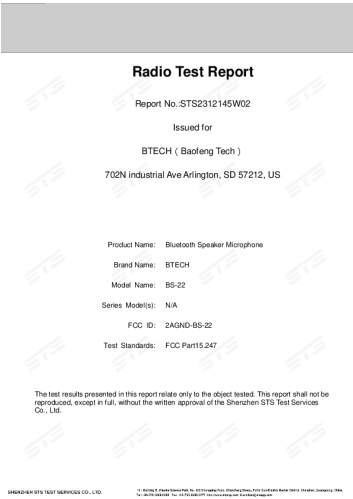 Radio Test Report
Report No.:STS2312145W02
Issued for
BTECH ( Baofeng Tech )
702N industrial Ave Arlington, SD 57212, US
Product Name: Bluetooth Speaker Microphone
Brand Name: BTECH
Model Name: BS-22
Series Model(s): N/A
FCC ID: 2AGND-BS-22
Test Standards: FCC Part15.247
The test results presented in this report relate only to the object tested. This report shall not be
reproduced, except in full, without the written approval of the Shenzhen STS Test Services
Co., Ltd.
SHENZHEN STS TEST SERVICES CO., LTD.